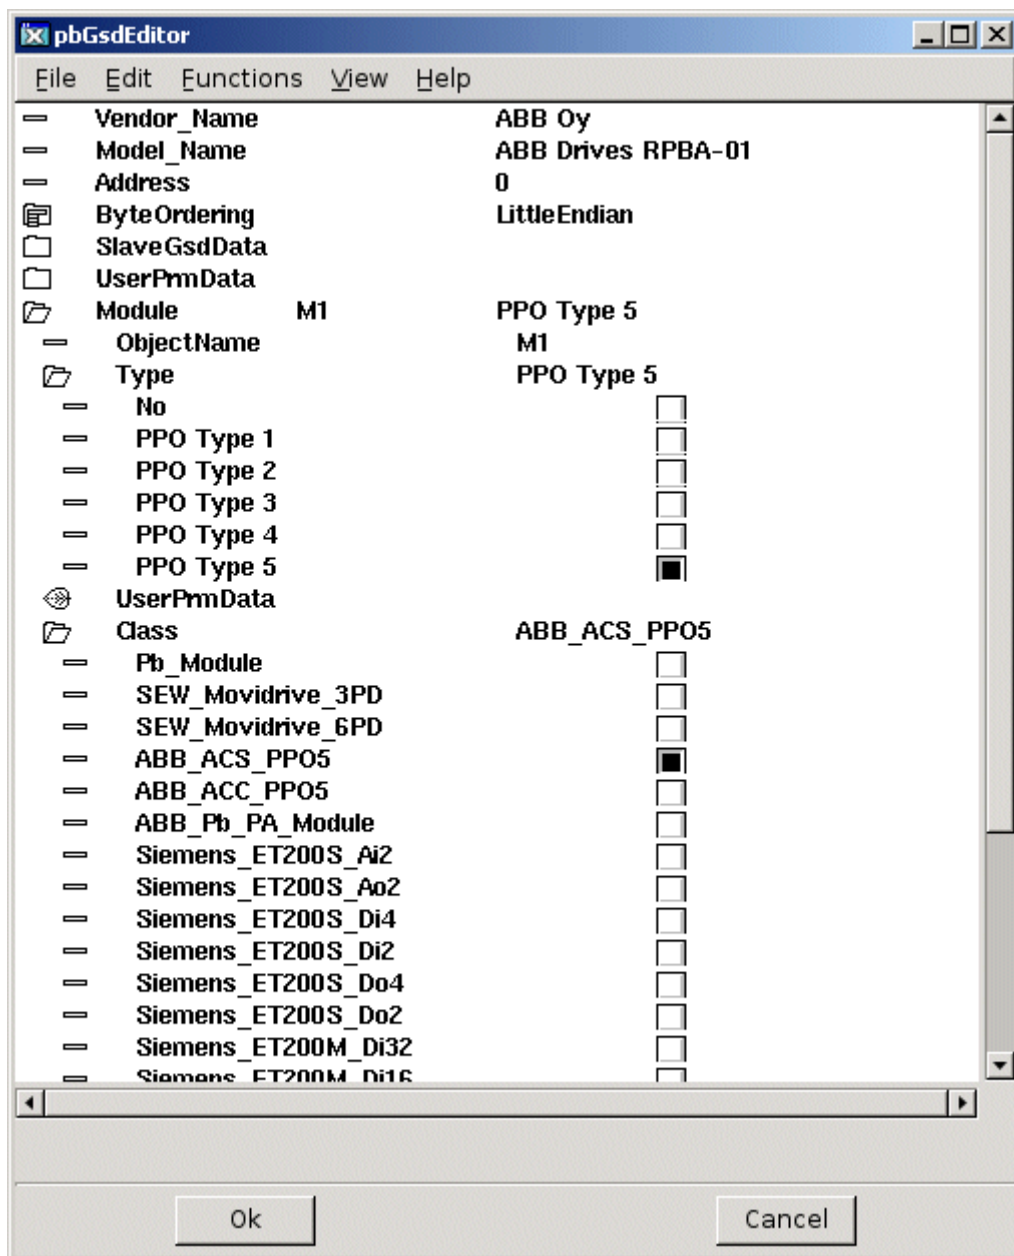 pbGsdEditor
File Edit Functions View Help
Vendor_Name ABB Oy
Model_Name ABB Drives RPBA-01
Address 0
ByteOrdering LittleEndian
SlaveGsdData
UserPrmData
Module M1 PPO Type 5
ObjectName M1
Type PPO Type 5
No
PPO Type 1
PPO Type 2
PPO Type 3
PPO Type 4
PPO Type 5
UserPrmData
Class ABB_ACS_PPO5
Pb_Module
SEW_Movidrive_3PD
SEW_Movidrive_6PD
ABB_ACS_PPO5
ABB_ACC_PPO5
ABB_Pb_PA_Module
Siemens_ET200S_Ai2
Siemens_ET200S_Ao2
Siemens_ET200S_Di4
Siemens_ET200S_Di2
Siemens_ET200S_Do4
Siemens_ET200S_Do2
Siemens_ET200M_Di32
Siemens_ET200M_Di16
Ok Cancel